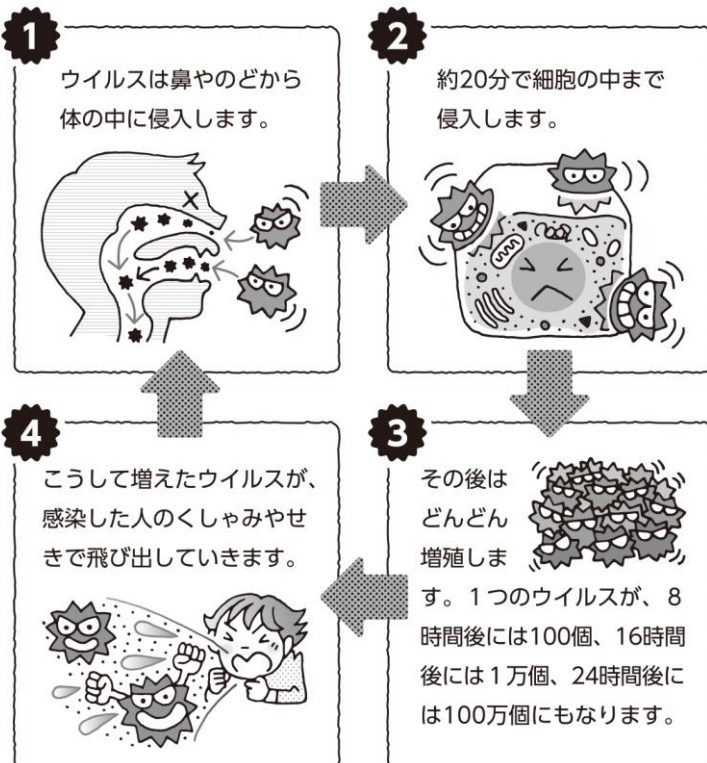 1
ウイルスは鼻やのどから
体の中に侵入します。
2
約20分で細胞の中まで
侵入します。
3
その後は
どんどん
増殖しま
す。1つのウイルスが、8
時間後には100個、16時間
後には1万個、24時間後に
は100万個にもなります。
4
こうして増えたウイルスが、
感染した人のくしゃみやせ
きで飛び出していきます。